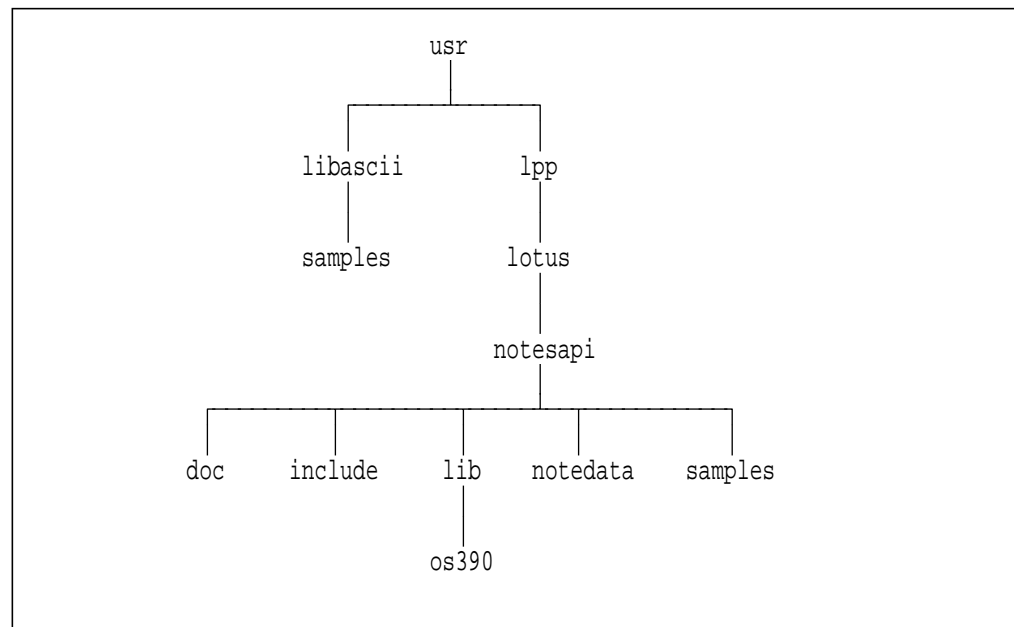 usr
libascii lpp
samples lotus
notesapi
doc include lib notedata samples
os390